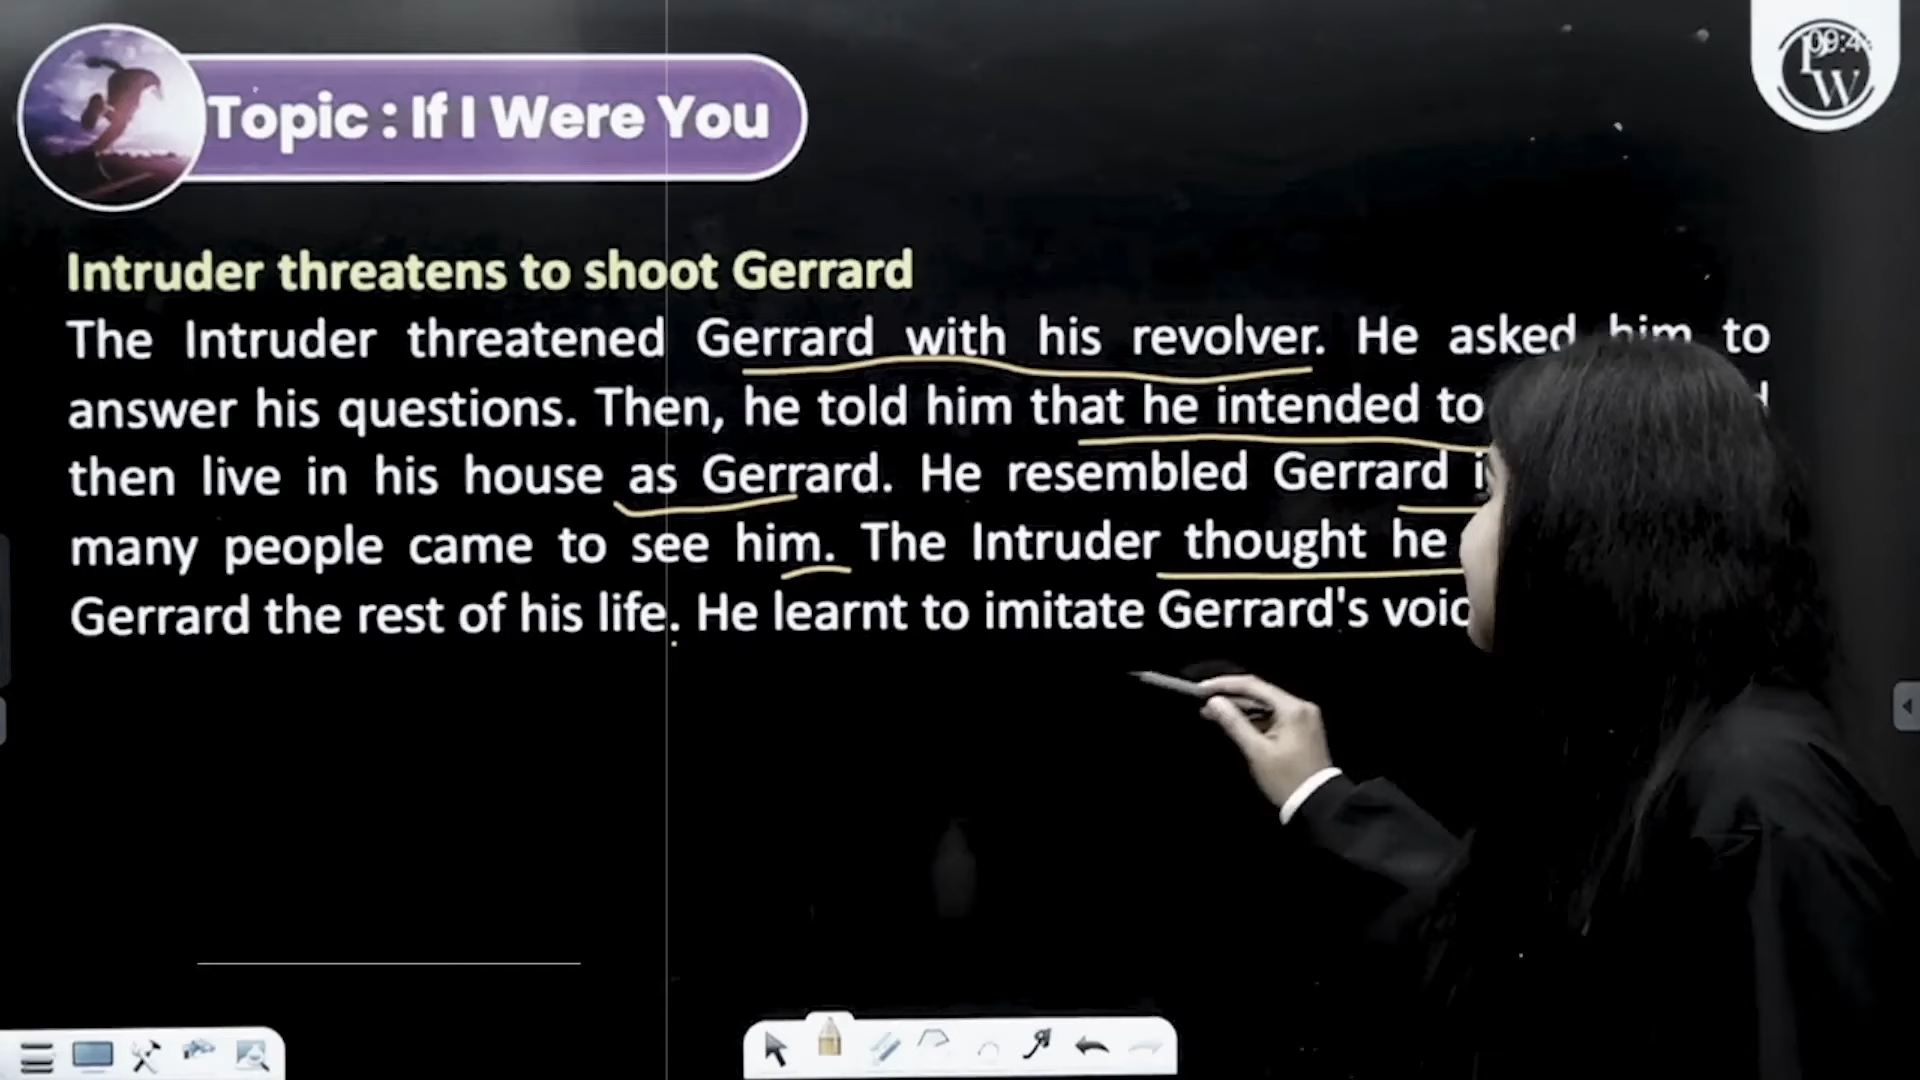 Topic : If I Were You
09:4
PW
Intruder threatens to shoot Gerrard
The Intruder threatened Gerrard with his revolver. He asked him to
answer his questions. Then, he told him that he intended to
then live in his house as Gerrard. He resembled Gerrard
many people came to see him. The Intruder thought he
Gerrard the rest of his life. He learnt to imitate Gerrard's